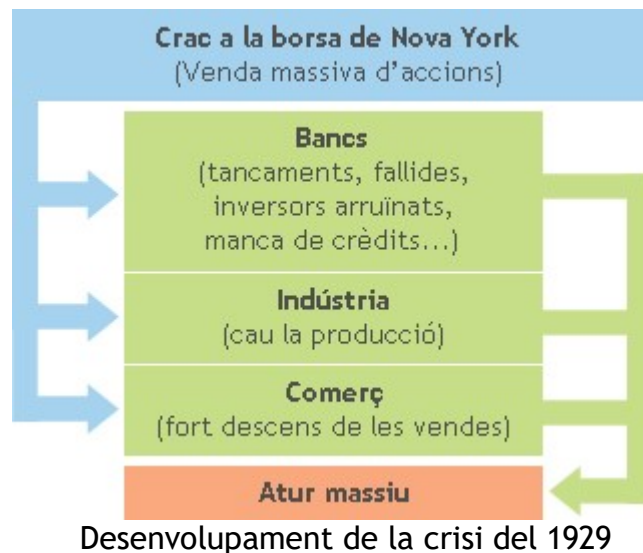 Crac a la borsa de Nova York
(Venda massiva d'accions)
Bancs
(tancaments, fallides,
inversors arruïnats,
manca de crèdits...)
Indústria
(cau la producció)
Comerç
(fort descens de les vendes)
Atur massiu
Desenvolupament de la crisi del 1929